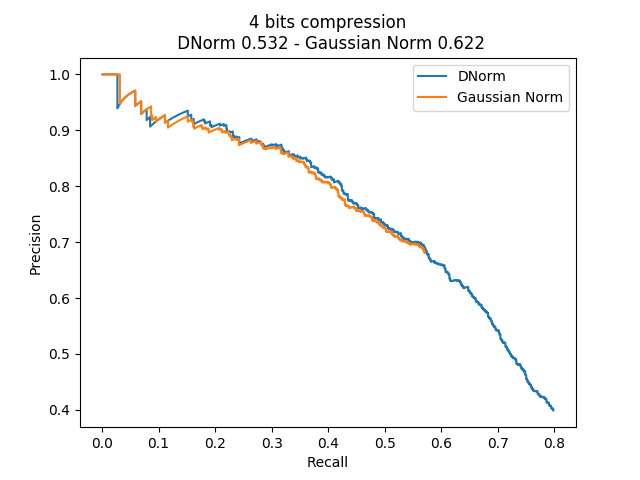 4 bits compression
DNorm 0.532 - Gaussian Norm 0.622
DNorm
Gaussian Norm
Precision
1.0
0.9
0.8
0.7
0.6
0.5
0.4
0.0 0.1 0.2 0.3 0.4 0.5 0.6 0.7 0.8
Recall